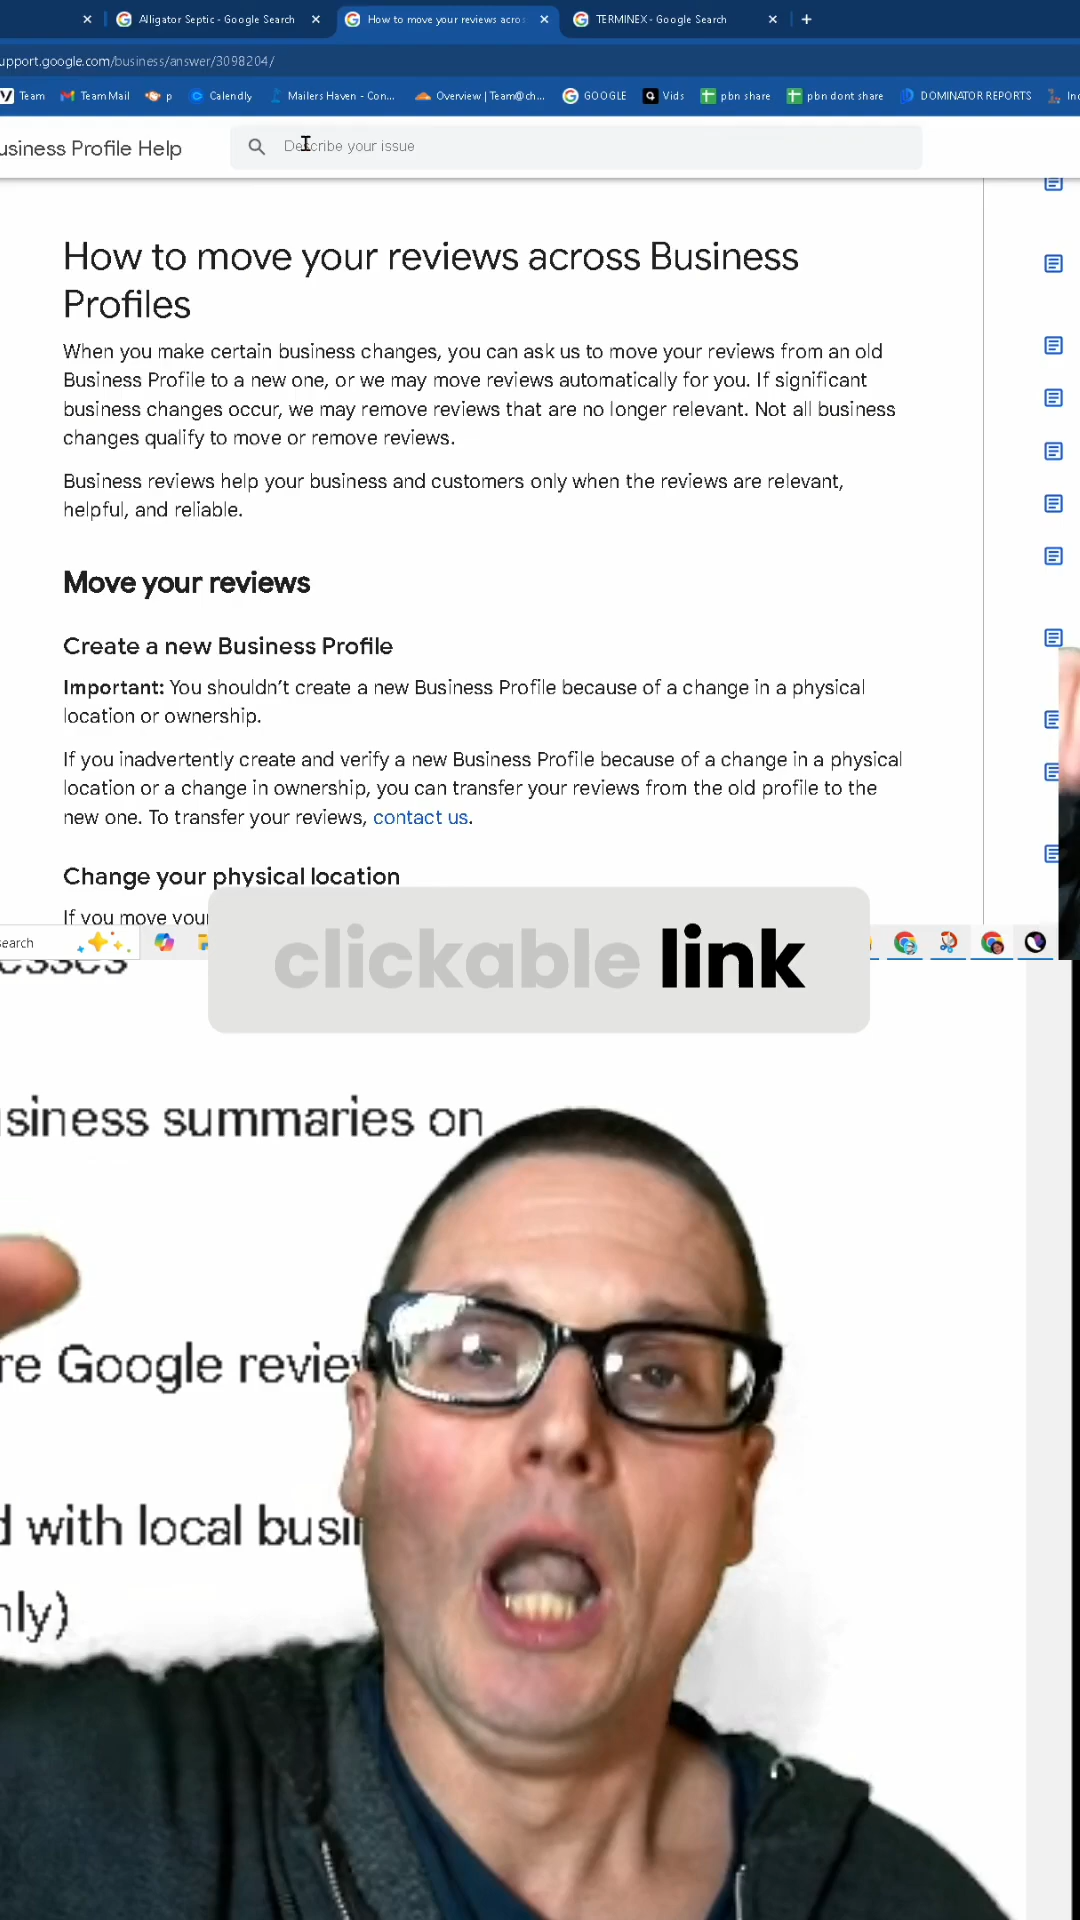 Alligator Septic - Google Search
How to move your reviews acro
TERMINEX - Google Search
upport.google.com/business/answer/3098204/
Team
Team Mail
p
Calendly
Mailers Haven - Con...
Overview | Team@ch...
GOOGLE
Vids
pbn share
pbn dont share
DOMINATOR REPORTS
Inc
usiness Profile Help
Describe your issue
How to move your reviews across Business
Profiles
When you make certain business changes, you can ask us to move your reviews from an old
Business Profile to a new one, or we may move reviews automatically for you. If significant
business changes occur, we may remove reviews that are no longer relevant. Not all business
changes qualify to move or remove reviews.
Business reviews help your business and customers only when the reviews are relevant,
helpful, and reliable.
Move your reviews
Create a new Business Profile
Important: You shouldn't create a new Business Profile because of a change in a physical
location or ownership.
If you inadvertently create and verify a new Business Profile because of a change in a physical
location or a change in ownership, you can transfer your reviews from the old profile to the
new one. To transfer your reviews, contact us.
Change your physical location
If you move your
earch
clickable link
esses
usiness summaries on
re Google revie
d with local busi
nly)